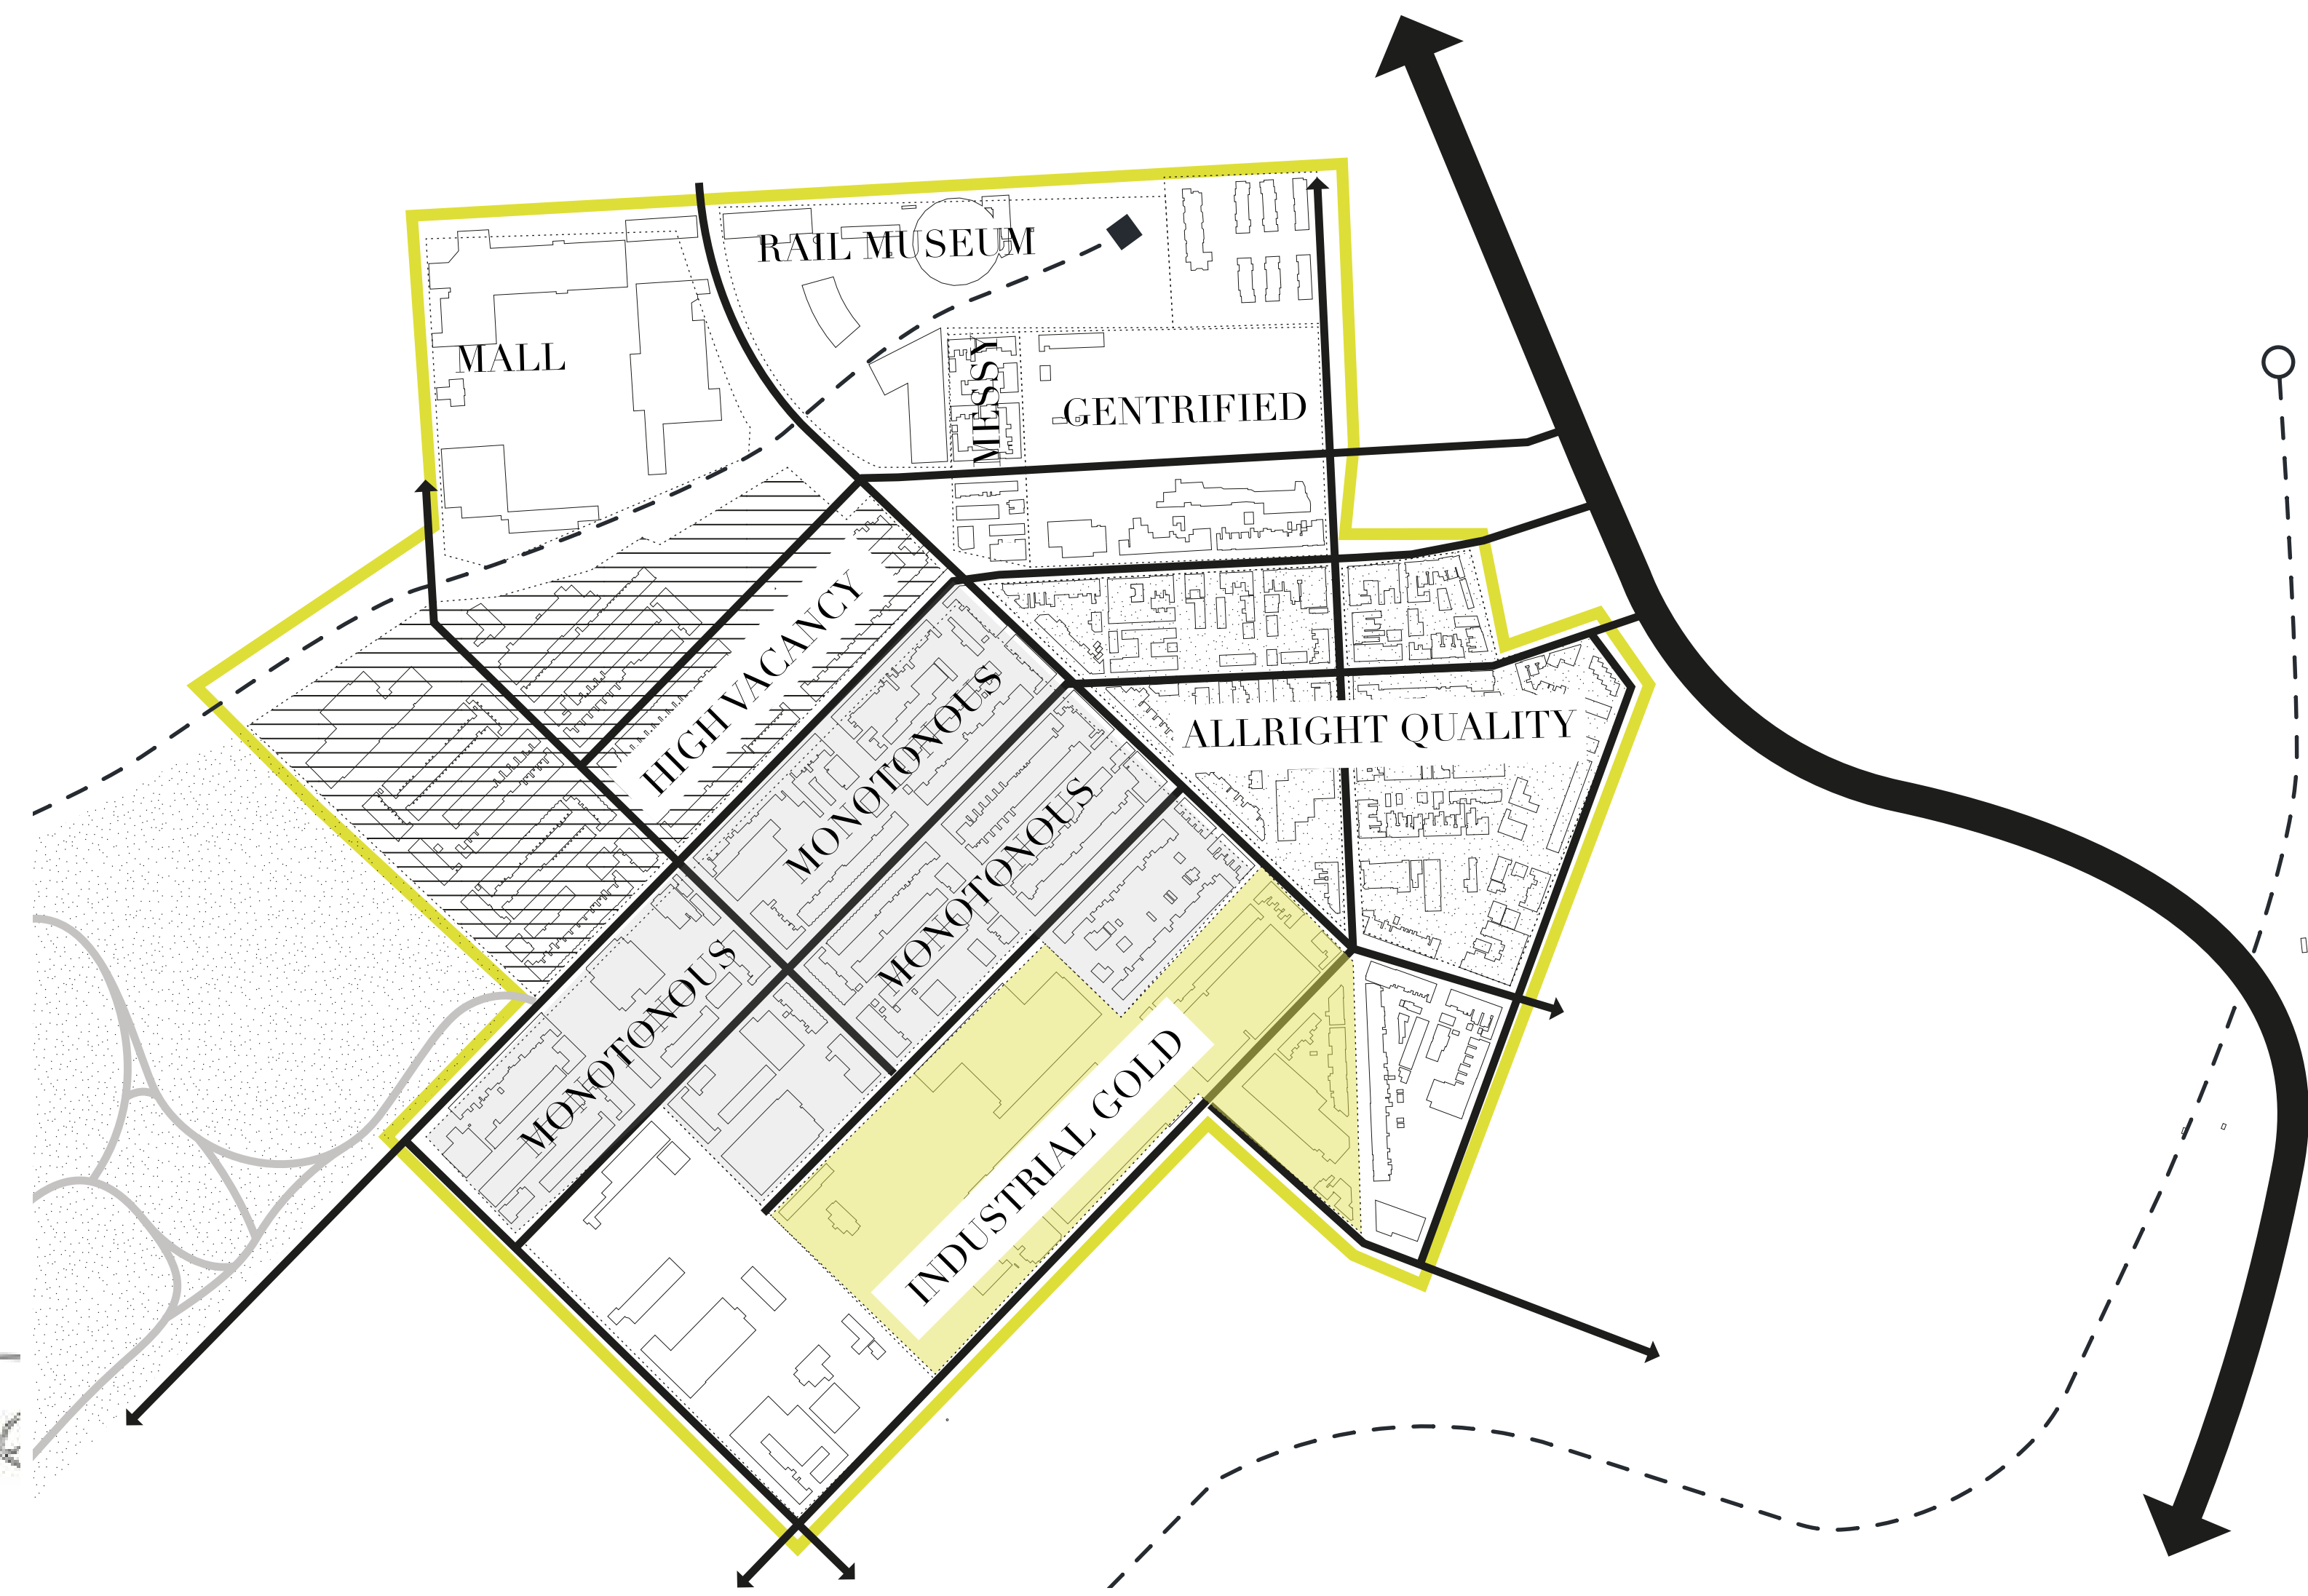 RAIL MUSEUM
MALL
MESSY
GENTRIFIED
HIGH VACANCY
MONOTONOUS
ALLRIGHT QUALITY
MONOTONOUS
MONOTONOUS
INDUSTRIAL GOLD